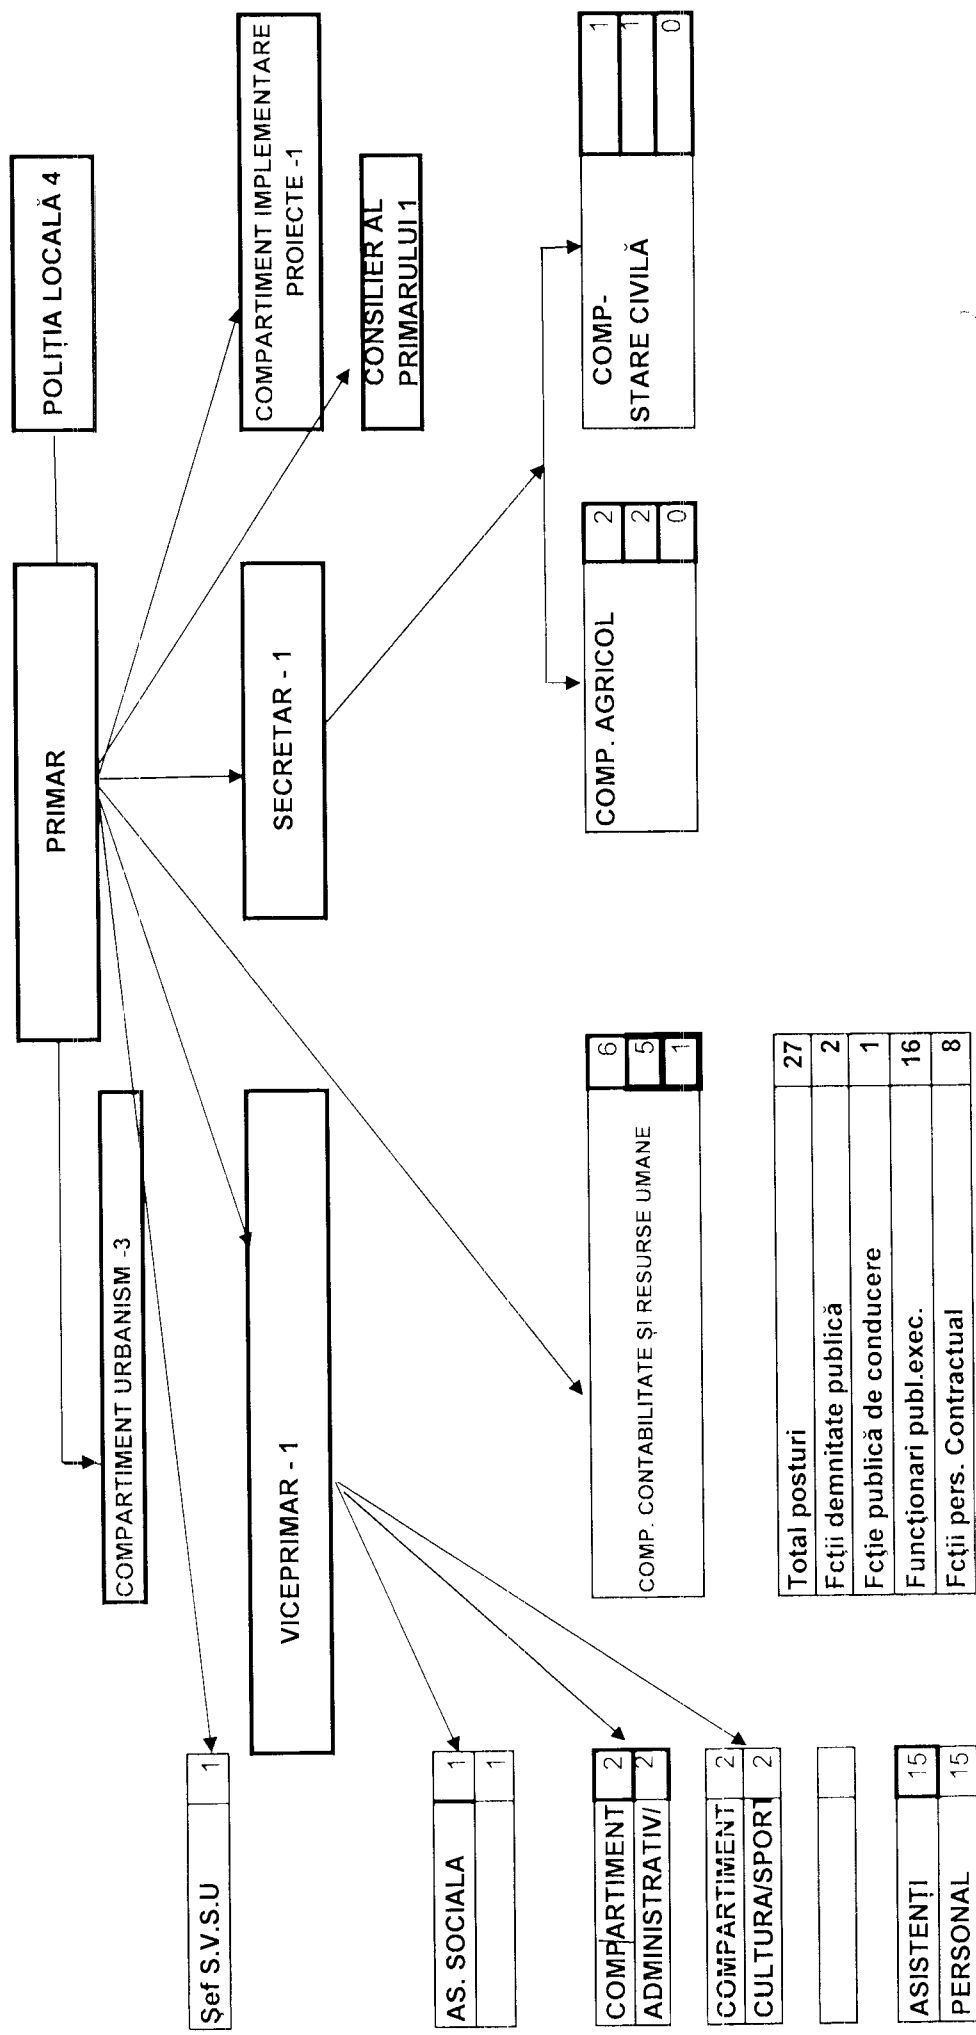 PRIMAR
POLIȚIA LOCALĂ 4
COMPARTIMENT URBANISM -3
Șef S.V.S.U 1
VICEPRIMAR - 1
SECRETAR - 1
COMPARTIMENT IMPLEMENTARE
PROIECTE -1
CONSILIER AL
PRIMARULUI 1
AS. SOCIALA 1
1
COMPARTIMENT 2
ADMINISTRATIV/ 2
COMPARTIMENT 2
CULTURA/SPORT 2
ASISTENȚI 15
PERSONAL 15
COMP. CONTABILITATE ȘI RESURSE UMANE
6
5
1
COMP. AGRICOL
2
2
0
COMP-
STARE CIVILĂ
1
1
0
Total posturi 27
Fcții demnitate publică 2
Fcție publică de conducere 1
Funcționari publ.exec. 16
Fcții pers. Contractual 8